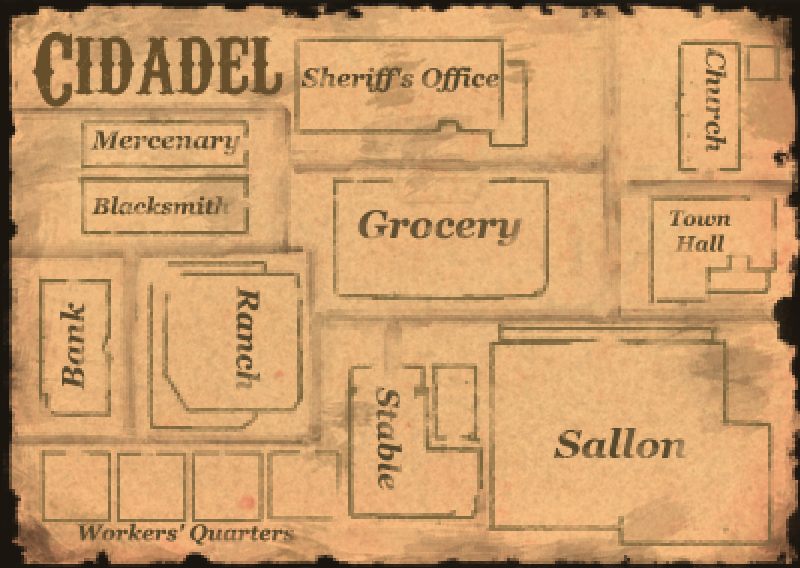 CIDADEL
Sheriff's Office
Church
Mercenary
Blacksmith
Grocery
Town
Hall
Bank
Ranch
Stable
Sallon
Workers' Quarters